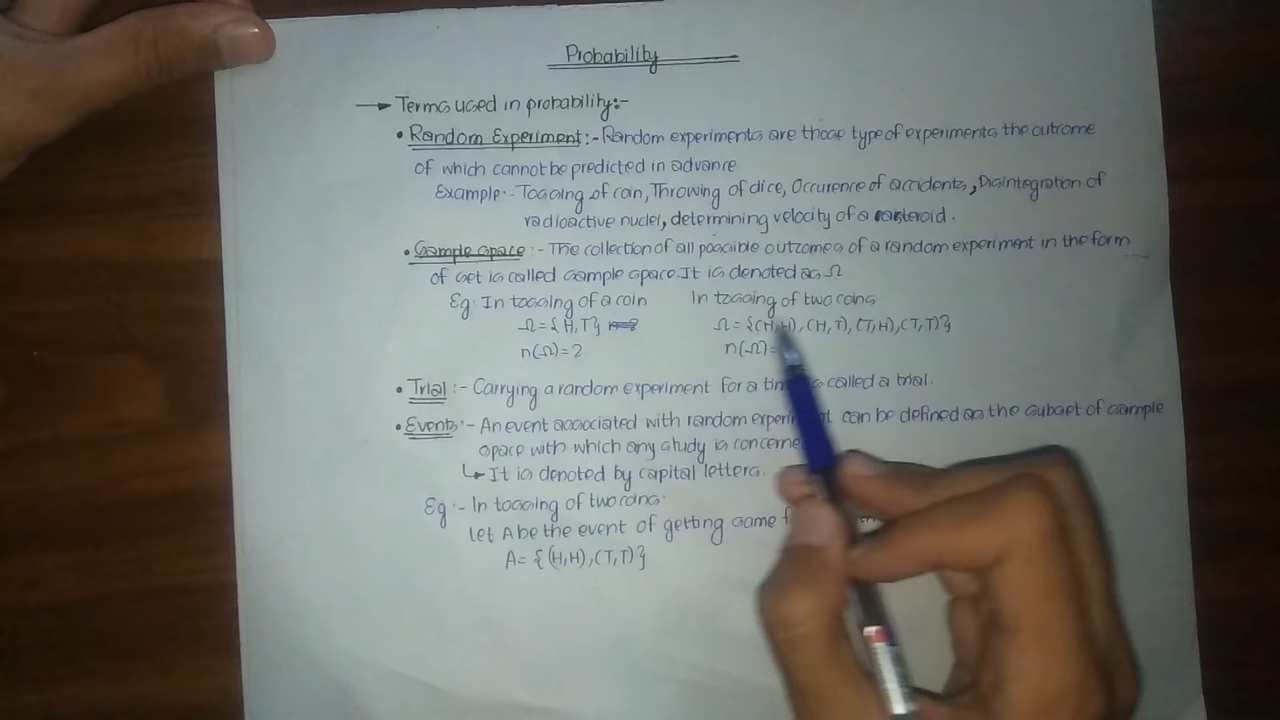 Probability
→ Terms used in probability:-
• Random Experiment:- Random experiments are those type of experiments the outcome
of which cannot be predicted in advance
Example:- Tossing of coin, Throwing of dice, Occurence of accidents, Disintegration of
radioactive nuclei, determining velocity of a asteroid.
• Sample space:- The collection of all possible outcomes of a random experiment in the form
of set is called sample space. It is denoted as Ω
Eg: In tossing of a coin
Ω = {H,T}
n(Ω) = 2
In tossing of two coins
Ω = {(H,H), (H,T), (T,H), (T,T)}
n(Ω) =
• Trial:- Carrying a random experiment for a time is called a trial.
• Events:- An event associated with random experiment can be defined as the subset of sample
space with which any study is concerned
↳ It is denoted by capital letters.
Eg:- In tossing of two coins.
Let A be the event of getting same
A = {(H,H), (T,T)}